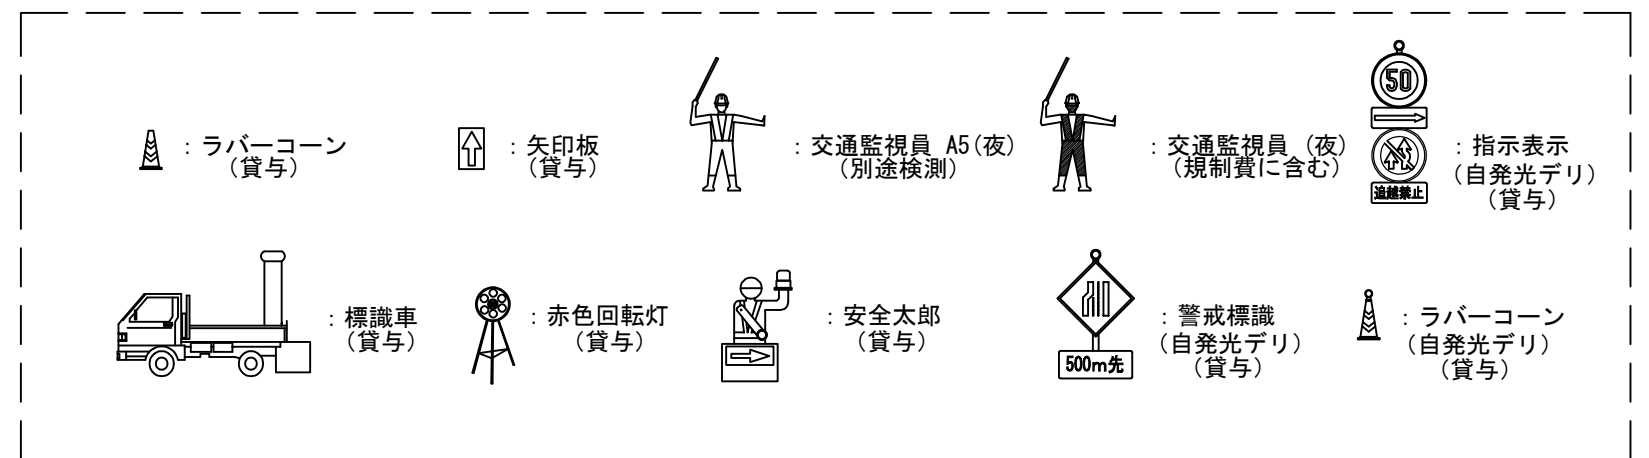 ：ラバーコーン
（貸与）
：矢印板
（貸与）
：交通監視員 A5(夜)
（別途検測）
：交通監視員 (夜)
（規制費に含む）
50
追越禁止
：指示表示
（自発光デリ）
（貸与）
：標識車
（貸与）
：赤色回転灯
（貸与）
：安全太郎
（貸与）
500m先
：警戒標識
（自発光デリ）
（貸与）
：ラバーコーン
（自発光デリ）
（貸与）